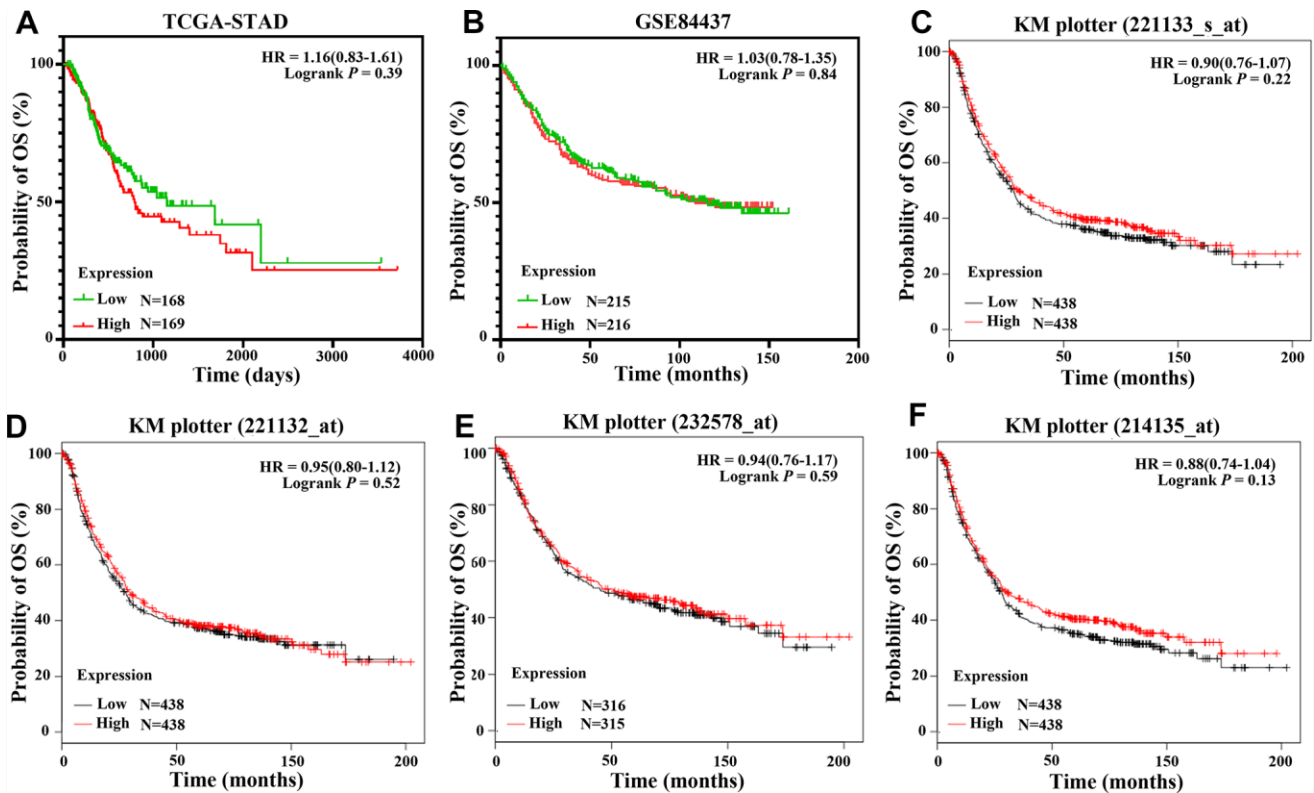 A
TCGA-STAD
HR = 1.16(0.83-1.61)
Logrank P = 0.39
Probability of OS (%)
100
50
0
Expression
Low N=168
High N=169
0 1000 2000 3000 4000
Time (days)
B
GSE84437
HR = 1.03(0.78-1.35)
Logrank P = 0.84
Probability of OS (%)
100
50
0
Expression
Low N=215
High N=216
0 50 100 150 200
Time (months)
C
KM plotter (221133_s_at)
HR = 0.90(0.76-1.07)
Logrank P = 0.22
Probability of OS (%)
100
80
60
40
20
0
Expression
Low N=438
High N=438
0 50 150 200
Time (months)
D
KM plotter (221132_at)
HR = 0.95(0.80-1.12)
Logrank P = 0.52
Probability of OS (%)
100
80
60
40
20
0
Expression
Low N=438
High N=438
0 50 150 200
Time (months)
E
KM plotter (232578_at)
HR = 0.94(0.76-1.17)
Logrank P = 0.59
Probability of OS (%)
100
80
60
40
20
0
Expression
Low N=316
High N=315
0 50 150 200
Time (months)
F
KM plotter (214135_at)
HR = 0.88(0.74-1.04)
Logrank P = 0.13
Probability of OS (%)
100
80
60
40
20
0
Expression
Low N=438
High N=438
0 50 150 200
Time (months)